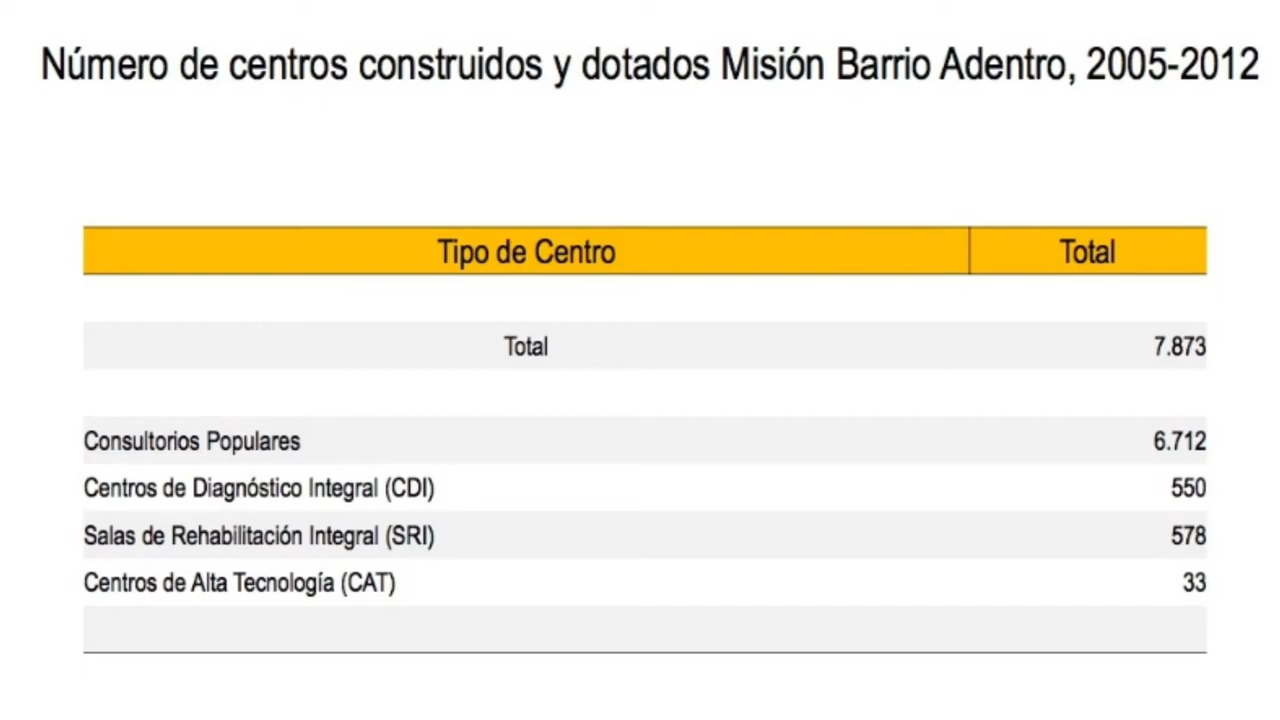 Número de centros construidos y dotados Misión Barrio Adentro, 2005-2012
Tipo de Centro Total
Total 7.873
Consultorios Populares 6.712
Centros de Diagnóstico Integral (CDI) 550
Salas de Rehabilitación Integral (SRI) 578
Centros de Alta Tecnología (CAT) 33